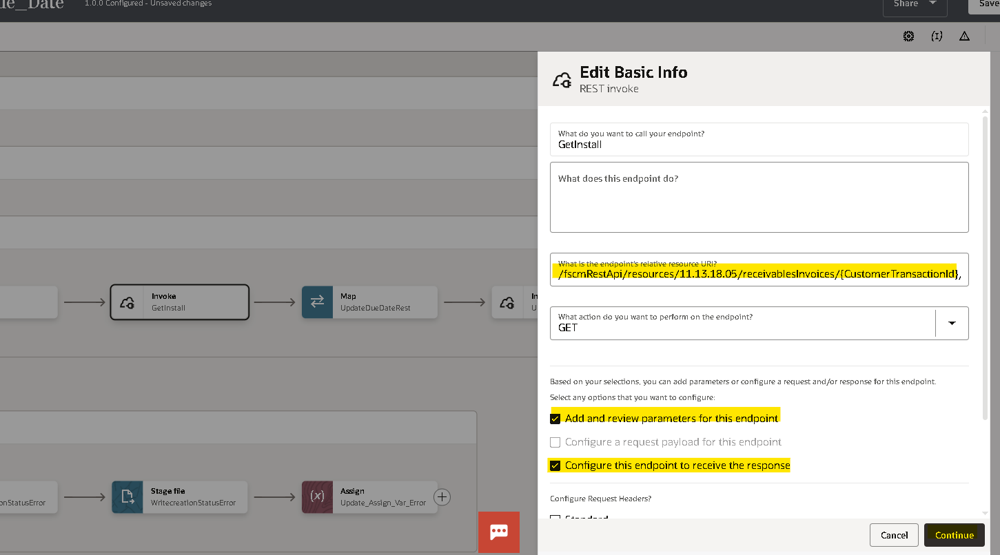 ue_Date
1.0.0 Configured - Unsaved changes
Share
Save
Edit Basic Info
REST invoke
What do you want to call your endpoint?
GetInstall
What does this endpoint do?
What is the endpoint's relative resource URI?
/fscmRestApi/resources/11.13.18.05/receivablesInvoices/{CustomerTransactionId},
What action do you want to perform on the endpoint?
GET
Based on your selections, you can add parameters or configure a request and/or response for this endpoint.
Select any options that you want to configure:
Add and review parameters for this endpoint
Configure a request payload for this endpoint
Configure this endpoint to receive the response
Configure Request Headers?
Standard
Cancel
Continue
Invoke
GetInstall
Map
UpdateDueDateRest
In
U
onStatusError
Stage file
WritecreationStatusError
(x)
Assign
Update_Assign_Var_Error